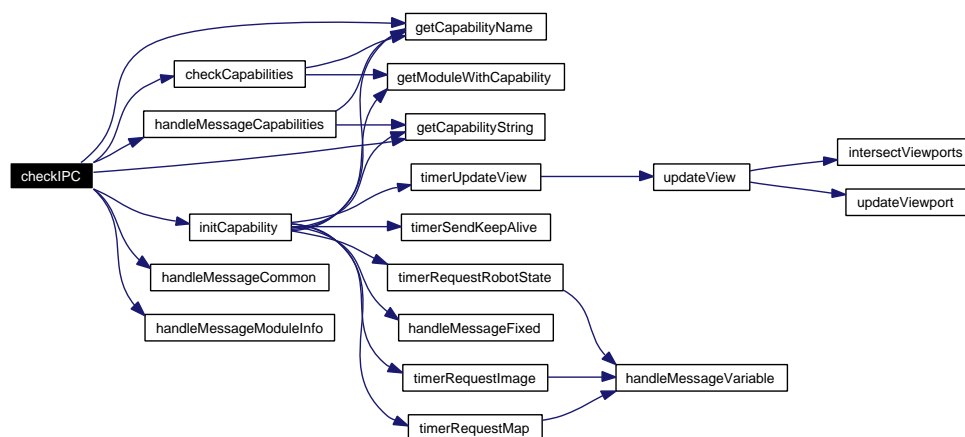 getCapabilityName
checkCapabilities
getModuleWithCapability
handleMessageCapabilities
getCapabilityString
intersectViewports
checkIPC
timerUpdateView
updateView
updateViewport
initCapability
timerSendKeepAlive
handleMessageCommon
timerRequestRobotState
handleMessageModuleInfo
handleMessageFixed
timerRequestImage
handleMessageVariable
timerRequestMap